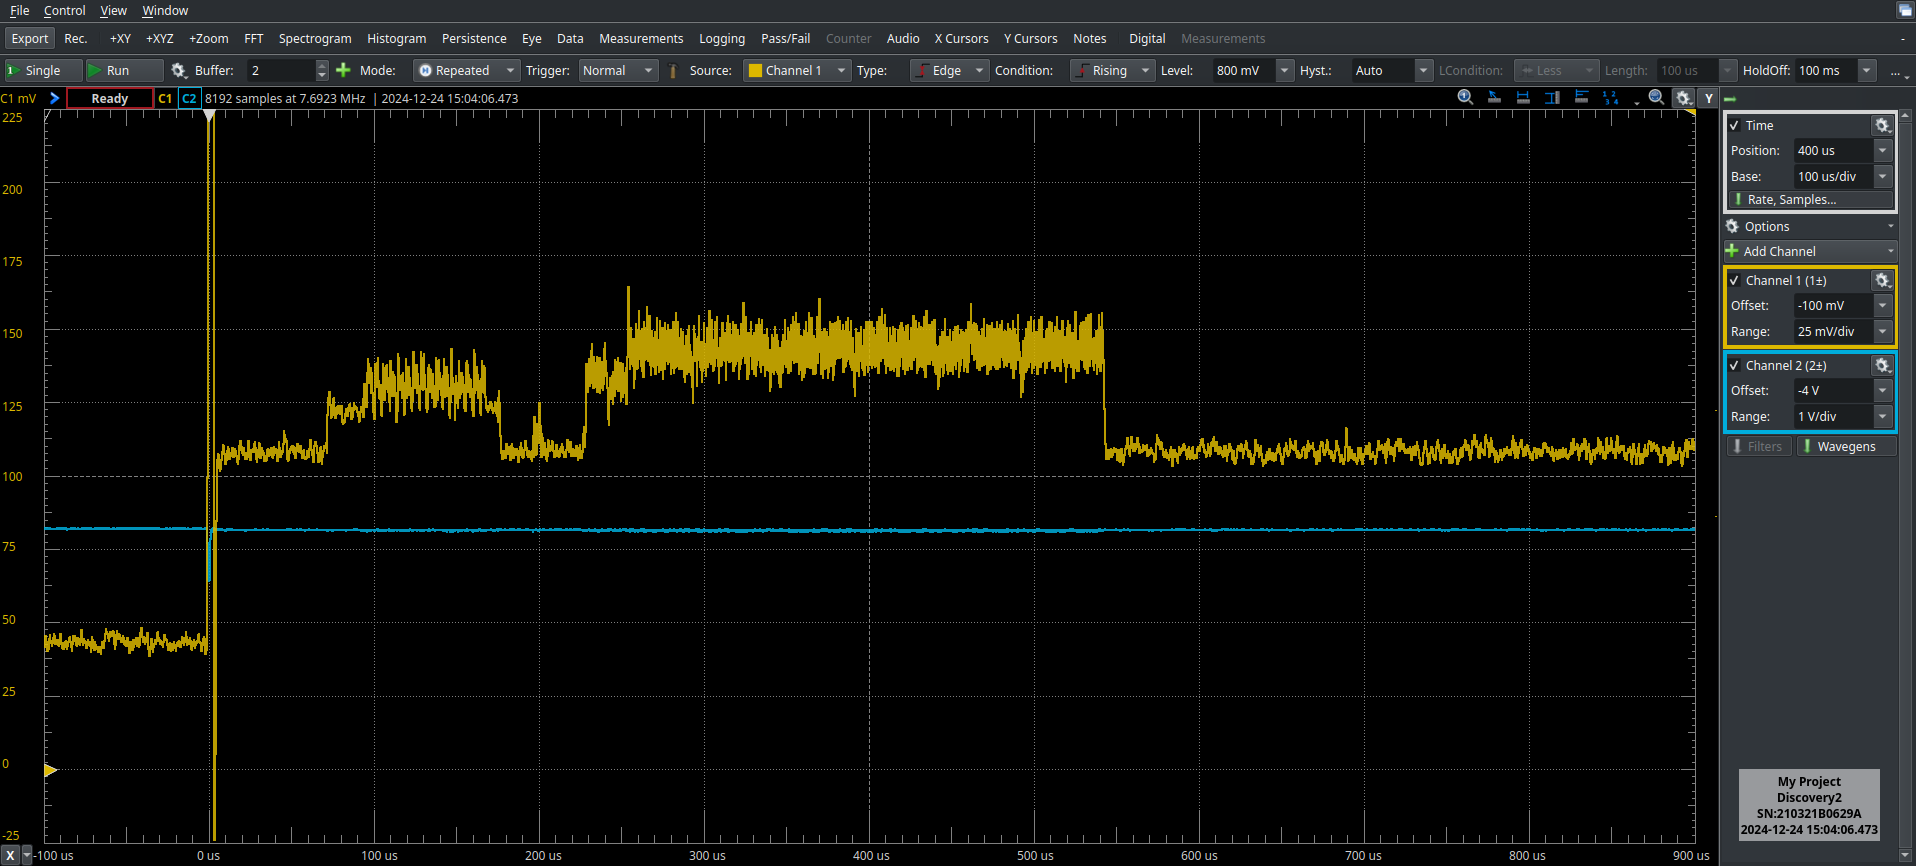 File Control View Window
Export Rec. +XY +XYZ +Zoom FFT Spectrogram Histogram Persistence Eye Data Measurements Logging Pass/Fail Counter Audio X Cursors Y Cursors Notes Digital Measurements
1 Single Run Buffer: 2 Mode: Repeated Trigger: Normal Source: Channel 1 Type: Edge Condition: Rising Level: 800 mV Hyst.: Auto LCondition: Less Length: 100 us HoldOff: 100 ms ...
C1 mV Ready C1 C2 8192 samples at 7.6923 MHz | 2024-12-24 15:04:06.473 Y
225
200
175
150
125
100
75
50
25
0
-25
X -100 us 0 us 100 us 200 us 300 us 400 us 500 us 600 us 700 us 800 us 900 us
Time
Position: 400 us
Base: 100 us/div
Rate, Samples...
Options
Add Channel
Channel 1 (1±)
Offset: -100 mV
Range: 25 mV/div
Channel 2 (2±)
Offset: -4 V
Range: 1 V/div
Filters Wavegens
My Project
Discovery2
SN:210321B0629A
2024-12-24 15:04:06.473